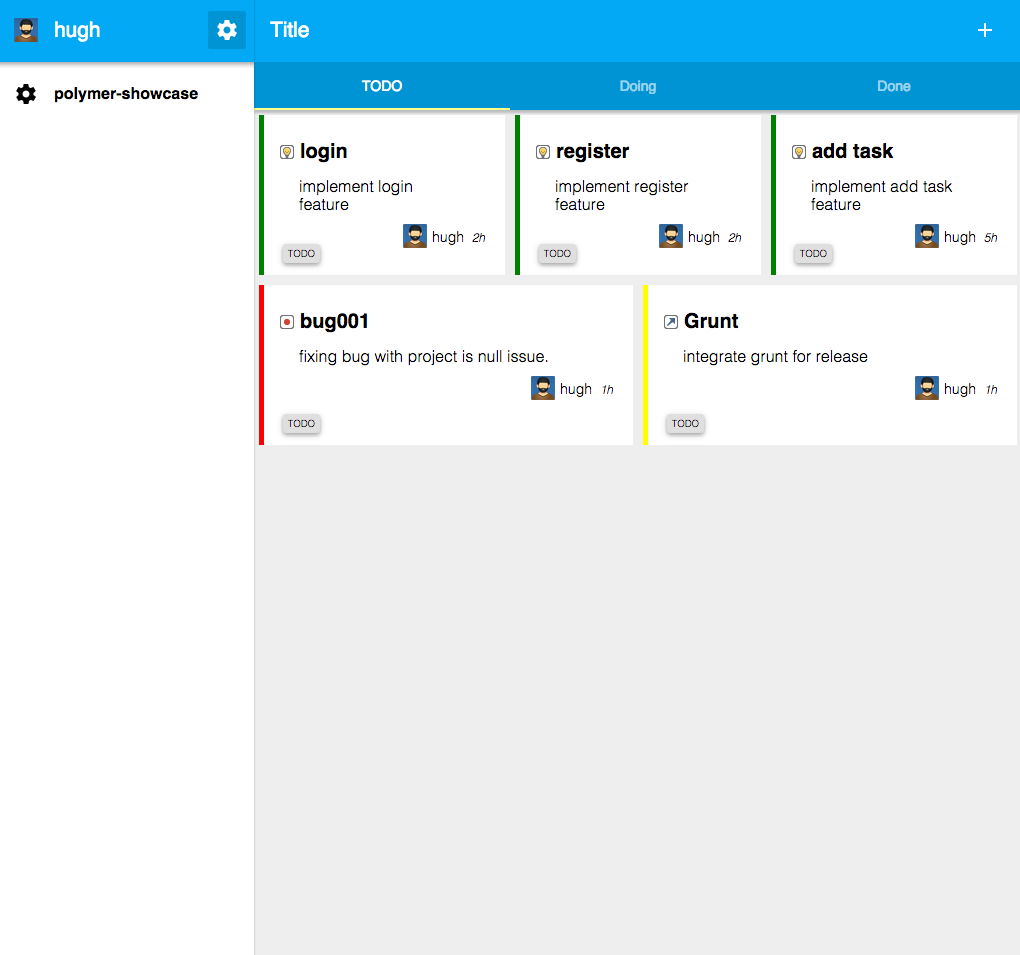 hugh
Title
polymer-showcase
TODO
Doing
Done
login
implement login
feature
hugh 2h
TODO
register
implement register
feature
hugh 2h
TODO
add task
implement add task
feature
hugh 5h
TODO
bug001
fixing bug with project is null issue.
hugh 1h
TODO
Grunt
integrate grunt for release
hugh 1h
TODO